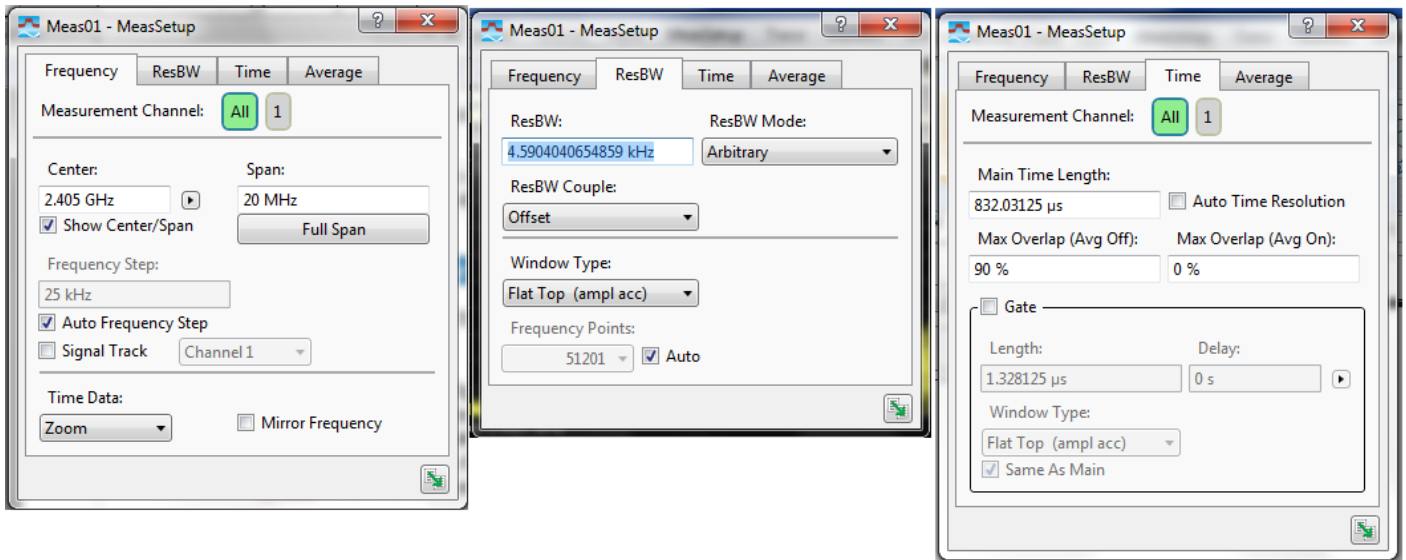 Meas01 - MeasSetup
?
X
Frequency ResBW Time Average
Measurement Channel: All 1
Center: Span:
2.405 GHz 20 MHz
Show Center/Span Full Span
Frequency Step:
25 kHz
Auto Frequency Step
Signal Track Channel 1
Time Data:
Zoom Mirror Frequency
Meas01 - MeasSetup
?
X
Frequency ResBW Time Average
ResBW: ResBW Mode:
4.5904040654859 kHz Arbitrary
ResBW Couple:
Offset
Window Type:
Flat Top (ampl acc)
Frequency Points:
51201 Auto
Meas01 - MeasSetup
?
X
Frequency ResBW Time Average
Measurement Channel: All 1
Main Time Length:
832.03125 µs Auto Time Resolution
Max Overlap (Avg Off): Max Overlap (Avg On):
90 % 0 %
Gate
Length: Delay:
1.328125 µs 0 s
Window Type:
Flat Top (ampl acc)
Same As Main